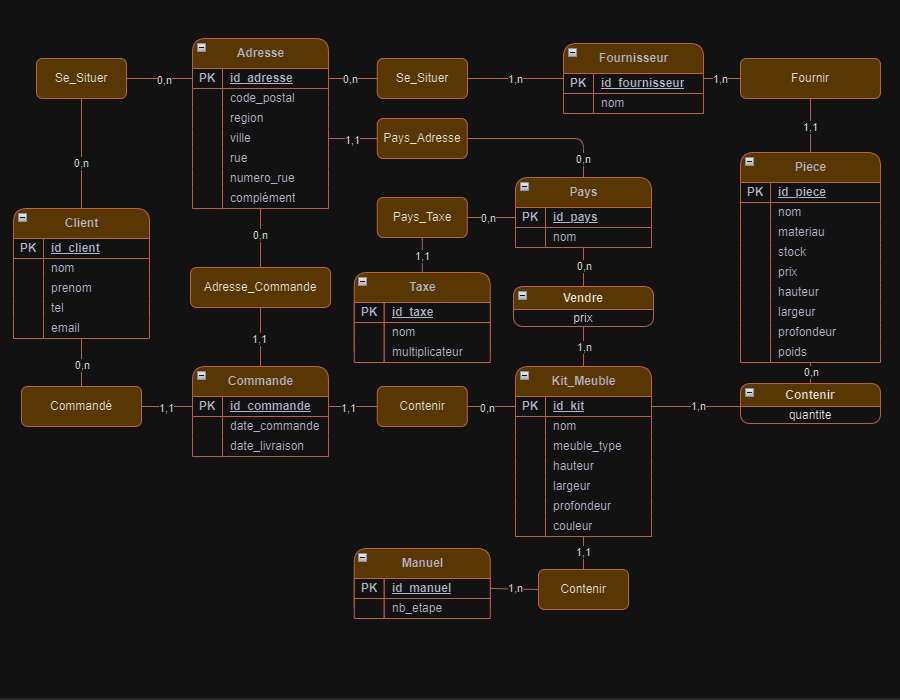 Adresse
PK id_adresse
code_postal
region
ville
rue
numero_rue
complément
Se_Situer
0,n
0,n
Se_Situer
1,n
Fournisseur
PK id_fournisseur
nom
1,n
Fournir
1,1
1,1
Pays_Adresse
0,n
0,n
Client
PK id_client
nom
prenom
tel
email
Pays
PK id_pays
nom
Pays_Taxe
0,n
1,1
Piece
PK id_piece
nom
materiau
stock
prix
hauteur
largeur
profondeur
poids
0,n
Adresse_Commande
1,1
Taxe
PK id_taxe
nom
multiplicateur
0,n
Vendre
prix
1,n
0,n
Commandé
1,1
Commande
PK id_commande
date_commande
date_livraison
1,1
Contenir
0,n
Kit_Meuble
PK id_kit
nom
meuble_type
hauteur
largeur
profondeur
couleur
1,n
0,n
Contenir
quantite
1,1
Manuel
PK id_manuel
nb_etape
1,n
Contenir